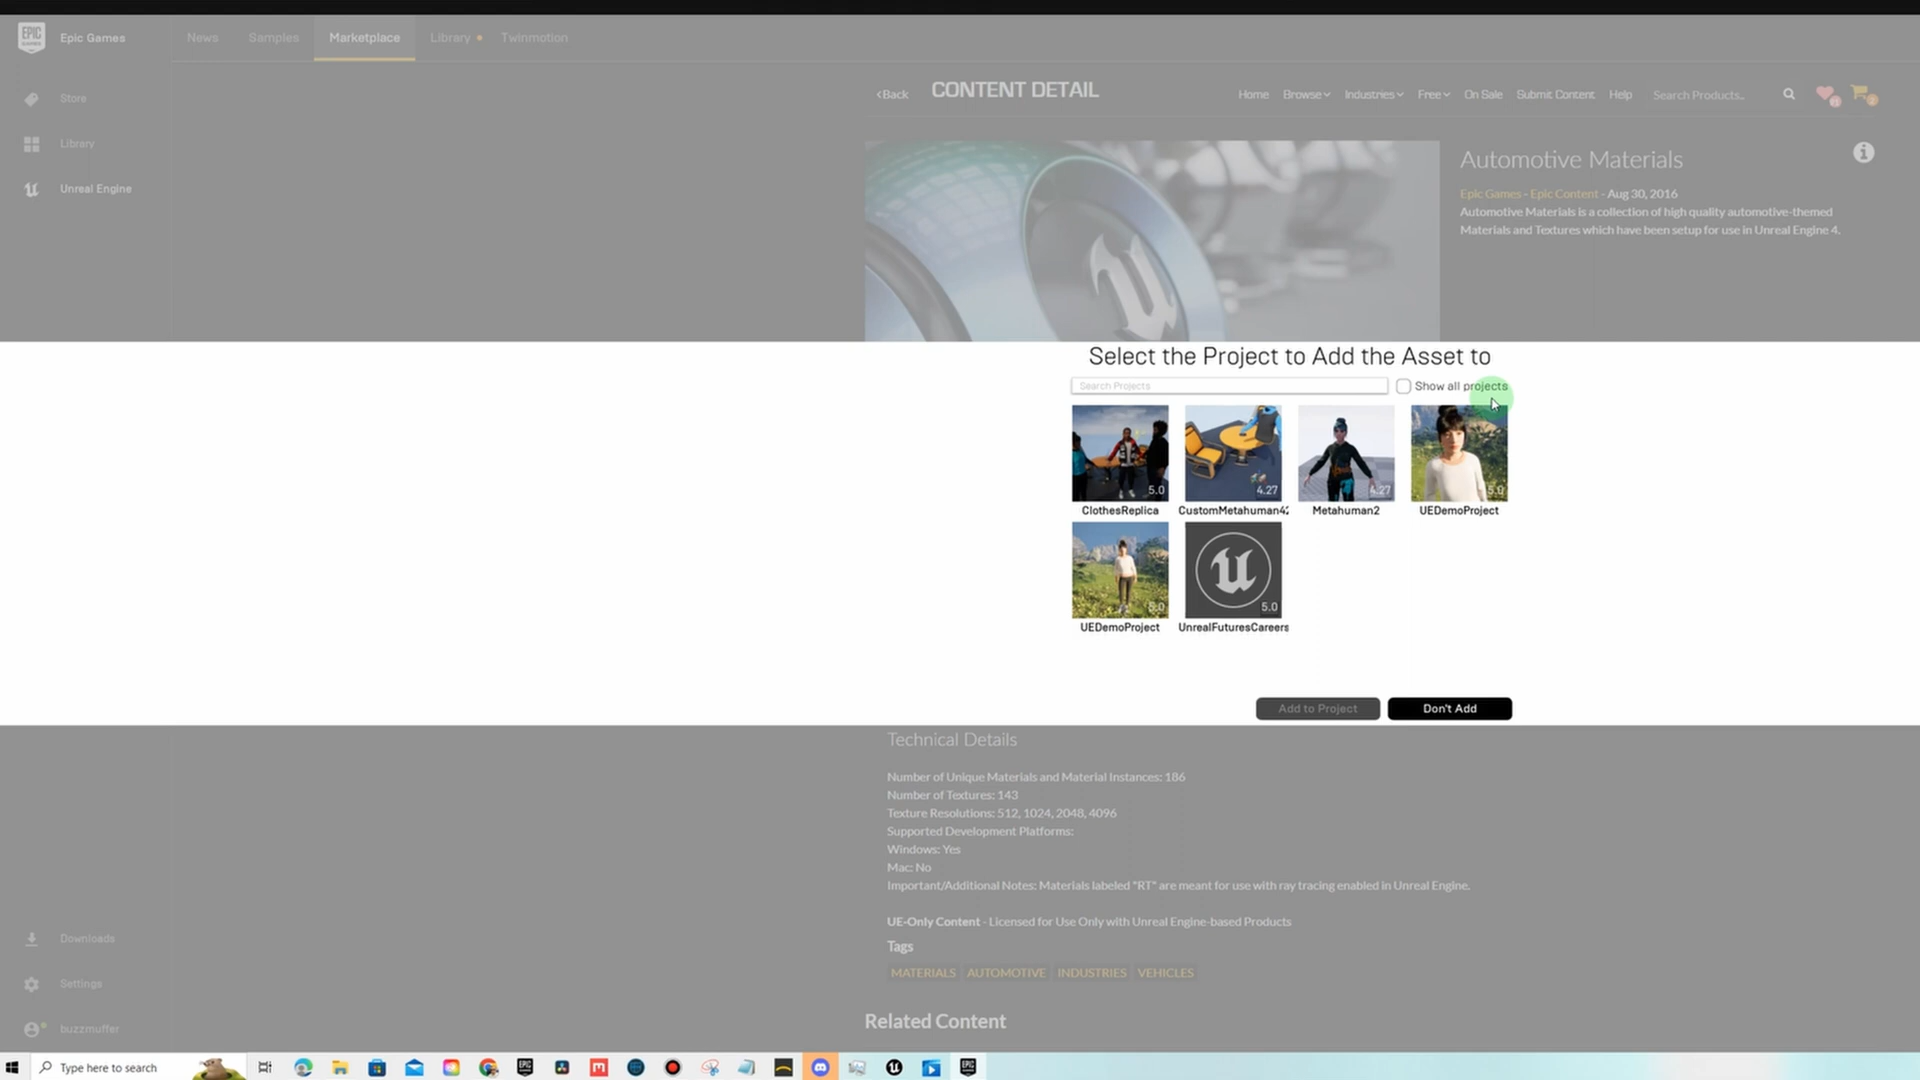 EPIC GAMES
Epic Games
News
Samples
Marketplace
Library
Twinmotion
Store
Library
Unreal Engine
Back
CONTENT DETAIL
Home
Browse
Industries
Free
On Sale
Submit Content
Help
Search Products..
Automotive Materials
Epic Games - Epic Content - Aug 30, 2016
Automotive Materials is a collection of high quality automotive-themed
Materials and Textures which have been setup for use in Unreal Engine 4.
Select the Project to Add the Asset to
Search Projects
Show all projects
5.0
4.27
4.27
5.0
ClothesReplica
CustomMetahuman42
Metahuman2
UEDemoProject
5.0
5.0
UEDemoProject
UnrealFuturesCareers
Add to Project
Don't Add
Technical Details
Number of Unique Materials and Material Instances: 186
Number of Textures: 143
Texture Resolutions: 512, 1024, 2048, 4096
Supported Development Platforms:
Windows: Yes
Mac: No
Important/Additional Notes: Materials labeled "RT" are meant for use with ray tracing enabled in Unreal Engine.
UE-Only Content - Licensed for Use Only with Unreal Engine-based Products
Tags
MATERIALS
AUTOMOTIVE
INDUSTRIES
VEHICLES
Related Content
Downloads
Settings
buzzmuffer
Type here to search